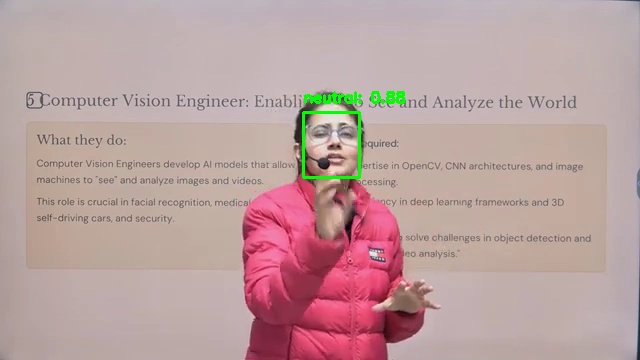 neutral: 0.88
5 Computer Vision Engineer: Enabli to See and Analyze the World
What they do:
Computer Vision Engineers develop AI models that allow
machines to "see" and analyze images and videos.
This role is crucial in facial recognition, medical
self-driving cars, and security.
equired:
ertise in OpenCV, CNN architectures, and image
ocessing.
ency in deep learning frameworks and 3D
solve challenges in object detection and
deo analysis."